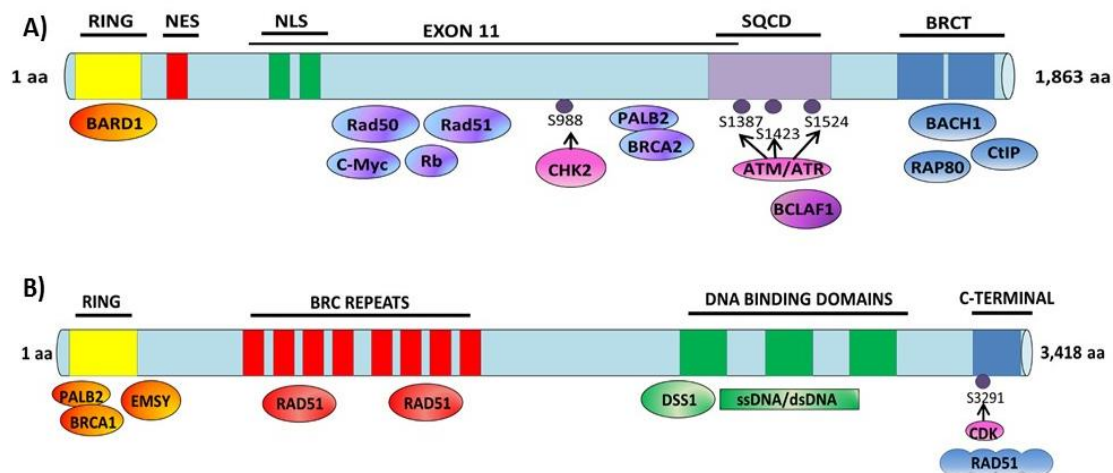 A)
RING NES NLS EXON 11 SQCD BRCT
1 aa
1,863 aa
BARD1
Rad50 Rad51
C-Myc Rb
S988
CHK2
PALB2
BRCA2
S1387 S1423 S1524
ATM/ATR
BCLAF1
BACH1
RAP80 CtIP
B)
RING BRC REPEATS DNA BINDING DOMAINS C-TERMINAL
1 aa
3,418 aa
PALB2
BRCA1
EMSY
RAD51 RAD51
DSS1 ssDNA/dsDNA
S3291
CDK
RAD51